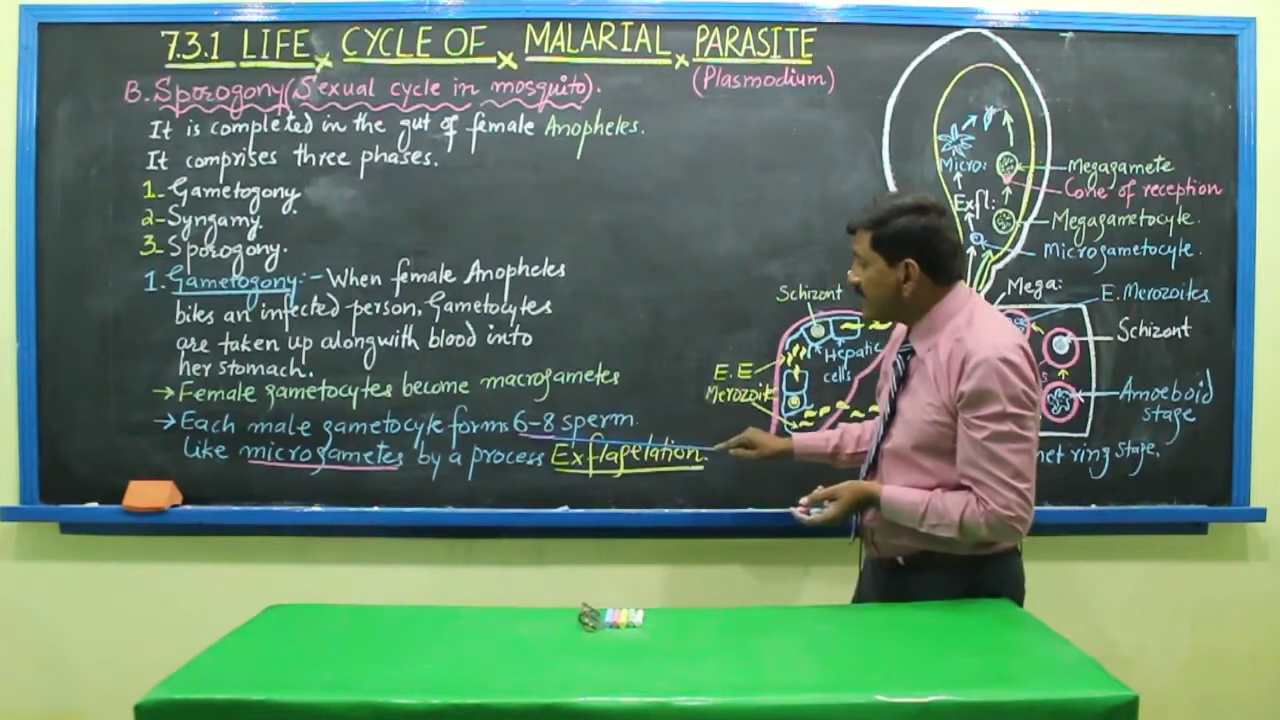 7.3.1 LIFE x CYCLE OF x MALARIAL x PARASITE
(Plasmodium)
B. Sporogony (Sexual cycle in mosquito).
It is completed in the gut of female Anopheles.
It comprises three phases.
1- Gametogony.
2- Syngamy.
3- Sporogony.
1. Gametogony:- When female Anopheles
bites an infected person, Gametocytes
are taken up alongwith blood into
her stomach.
→ Female gametocytes become macrogametes
→ Each male gametocyte forms 6-8 sperm
like microgametes by a process Exflagelation.
Micro:
Exfl:
Megagamete
Cone of reception
Megagametocyte.
Microgametocyte.
Mega:
E. Merozoites
Schizont
Amoeboid
stage
net ring stage.
Schizont
Hepatic
cells
E. E
Merozoite